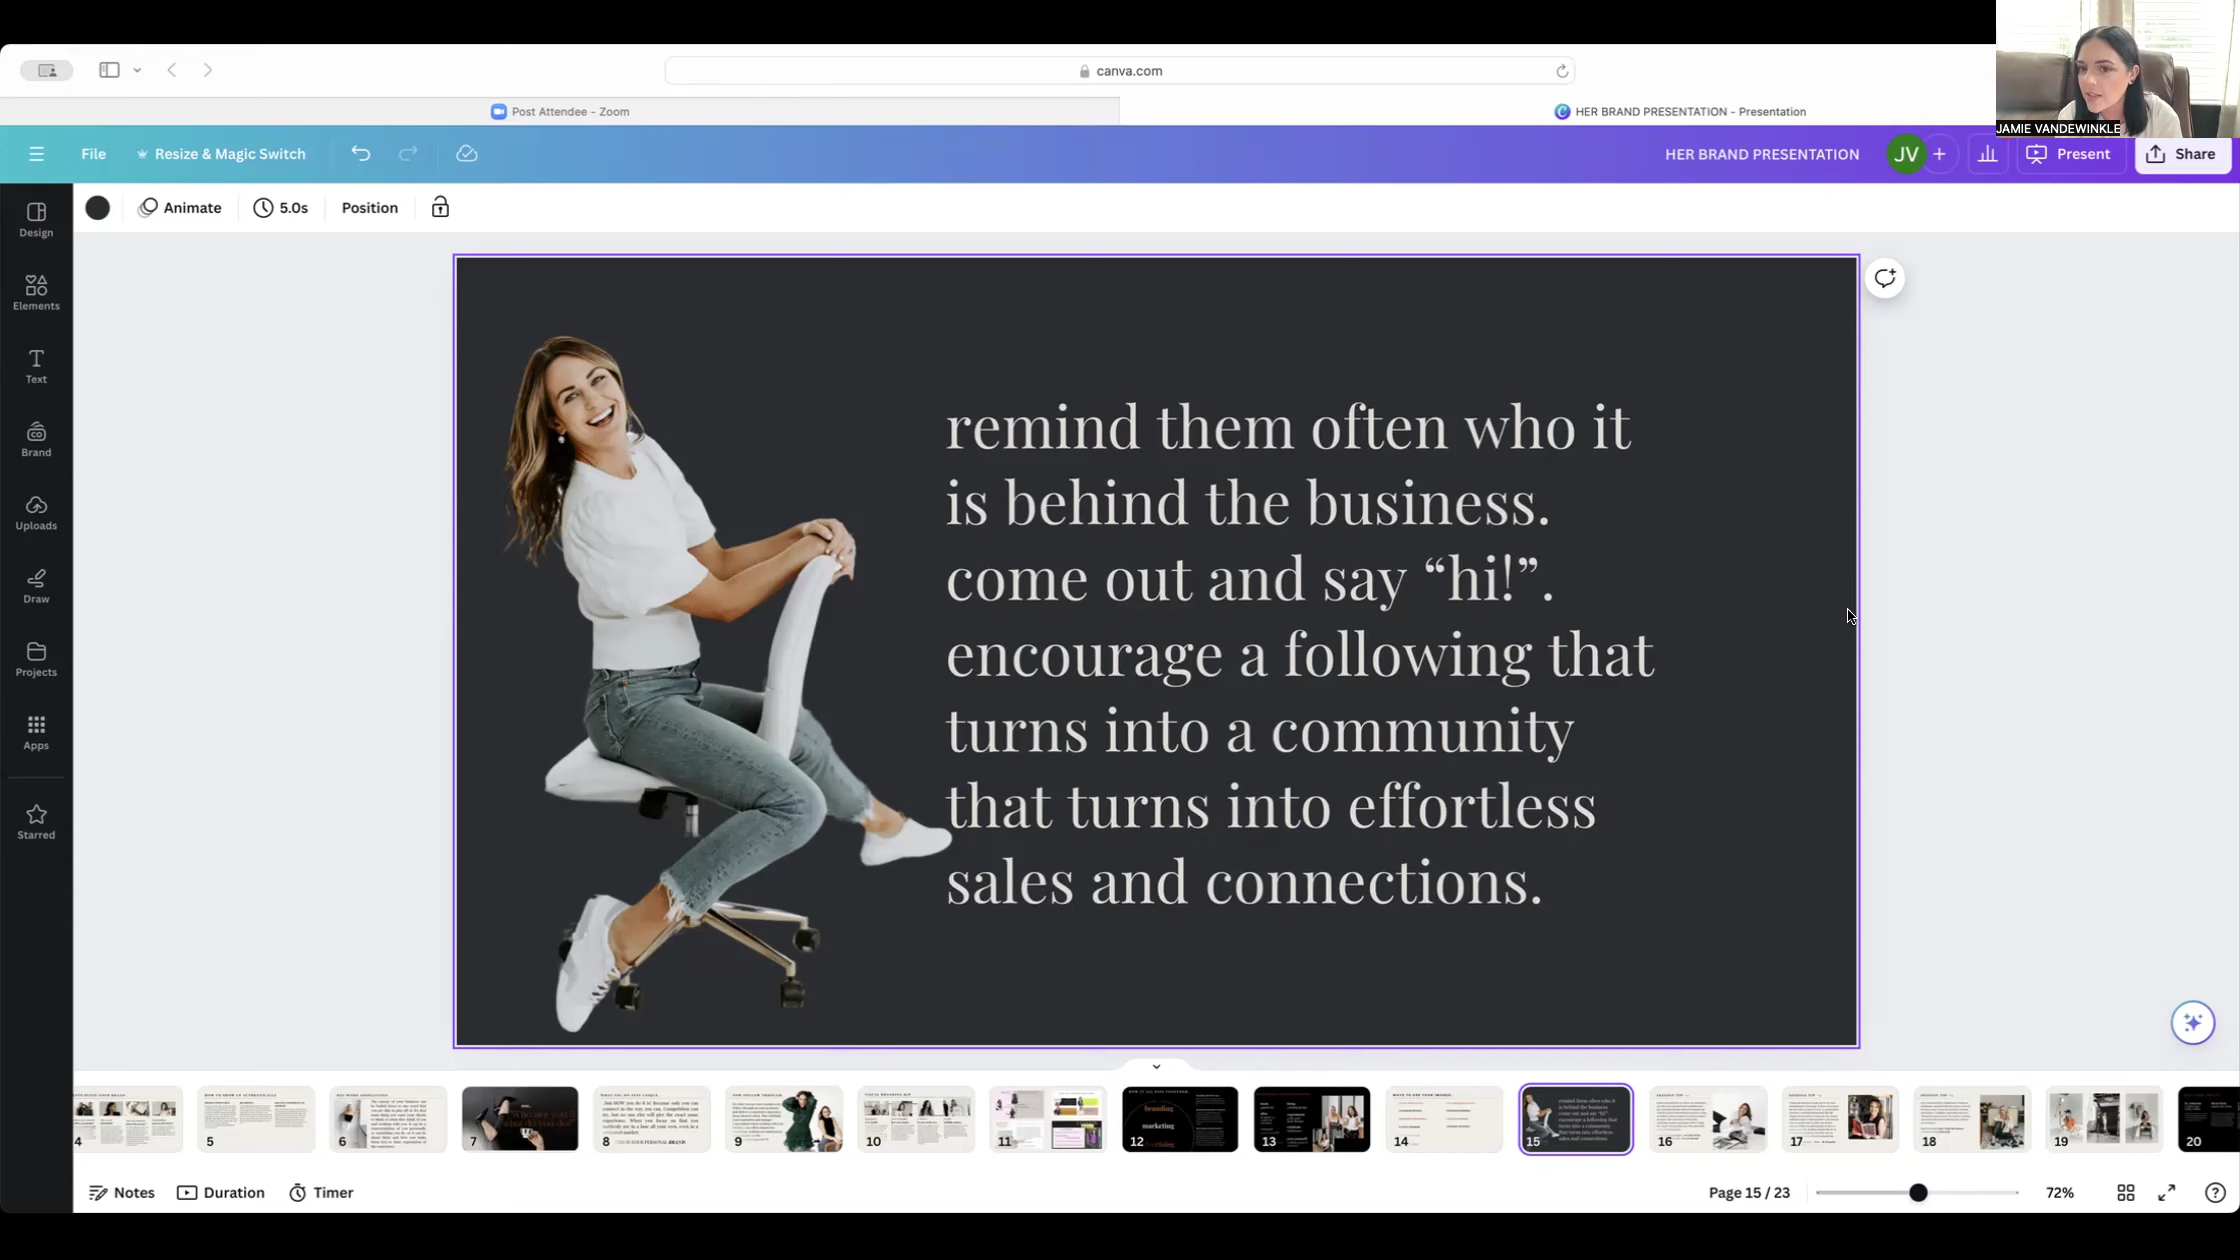 canva.com
Post Attendee - Zoom
HER BRAND PRESENTATION - Presentation
JAMIE VANDEWINKLE
File
Resize & Magic Switch
HER BRAND PRESENTATION
JV
Present
Share
Animate
5.0s
Position
Design
Elements
Text
Brand
Uploads
Draw
Projects
Apps
Starred
remind them often who it
is behind the business.
come out and say “hi!”.
encourage a following that
turns into a community
that turns into effortless
sales and connections.
4
5
6
7
8
9
10
11
12
branding
marketing
13
14
15
16
17
18
19
20
Notes
Duration
Timer
Page 15 / 23
72%